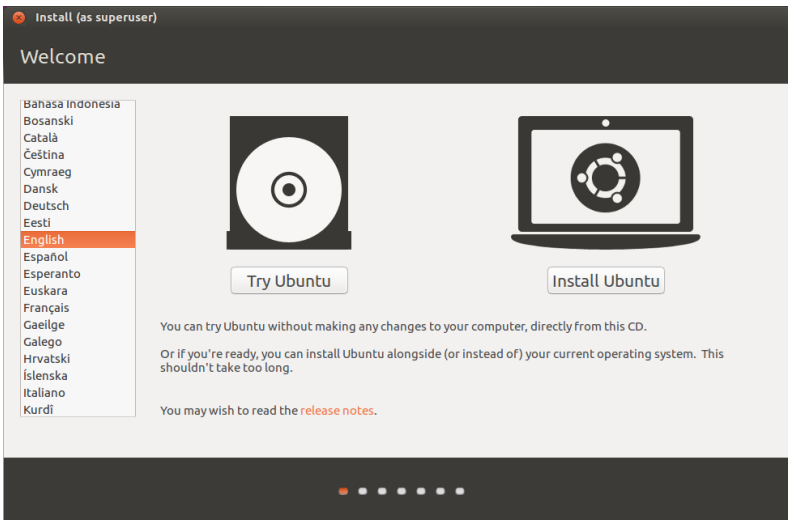 Install (as superuser)
Welcome
Bahasa Indonesia
Bosanski
Català
Čeština
Cymraeg
Dansk
Deutsch
Eesti
English
Español
Esperanto
Euskara
Français
Gaeilge
Galego
Hrvatski
Íslenska
Italiano
Kurdî
Try Ubuntu
Install Ubuntu
You can try Ubuntu without making any changes to your computer, directly from this CD.
Or if you're ready, you can install Ubuntu alongside (or instead of) your current operating system. This
shouldn't take too long.
You may wish to read the release notes.